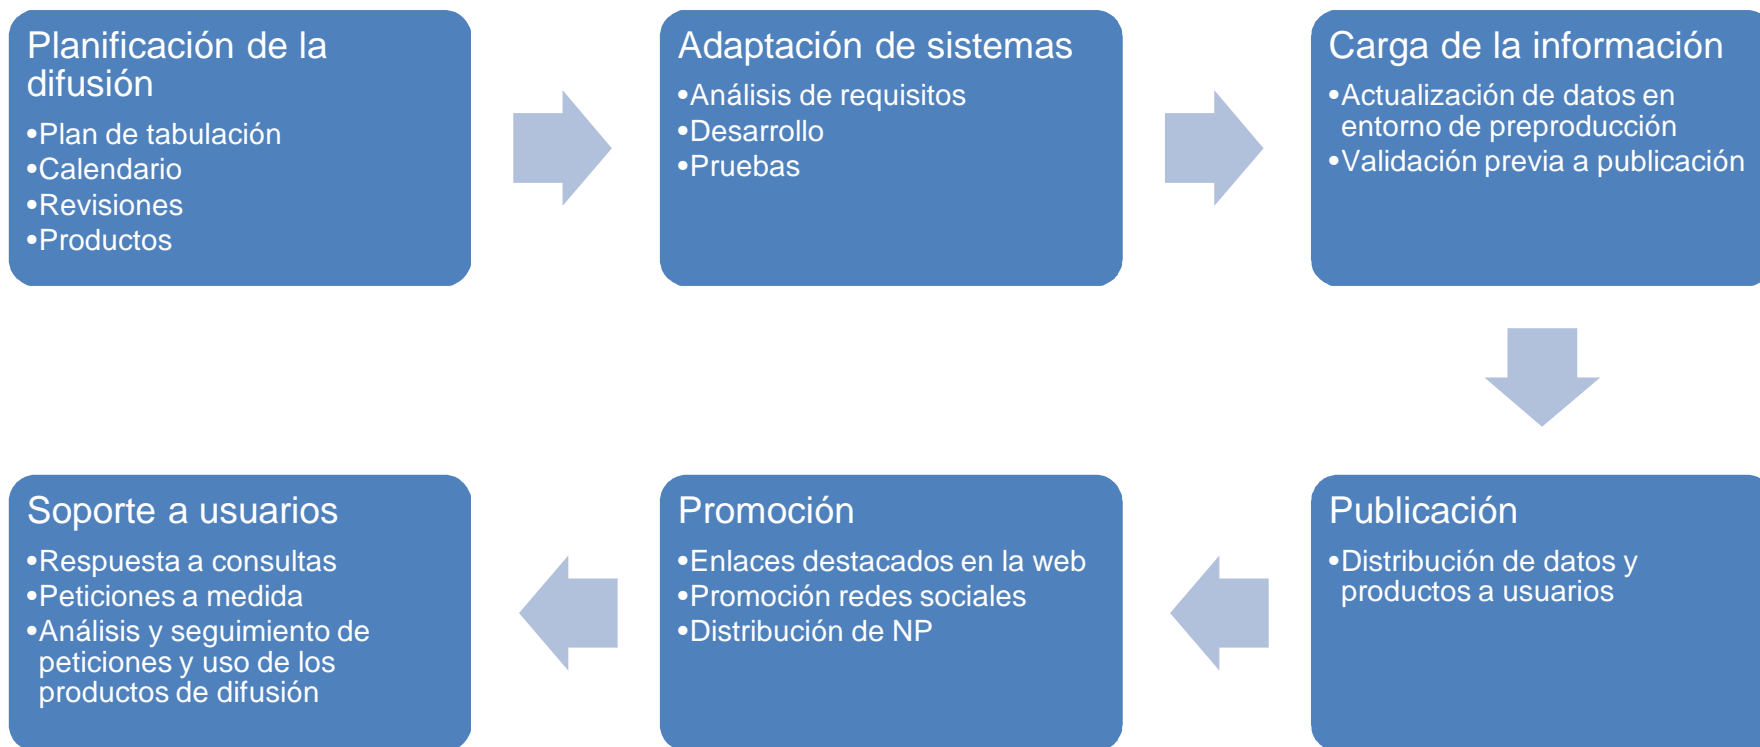 Planificación de la
difusión
•Plan de tabulación
•Calendario
•Revisiones
•Productos
Adaptación de sistemas
•Análisis de requisitos
•Desarrollo
•Pruebas
Carga de la información
•Actualización de datos en
entorno de preproducción
•Validación previa a publicación
Publicación
•Distribución de datos y
productos a usuarios
Promoción
•Enlaces destacados en la web
•Promoción redes sociales
•Distribución de NP
Soporte a usuarios
•Respuesta a consultas
•Peticiones a medida
•Análisis y seguimiento de
peticiones y uso de los
productos de difusión